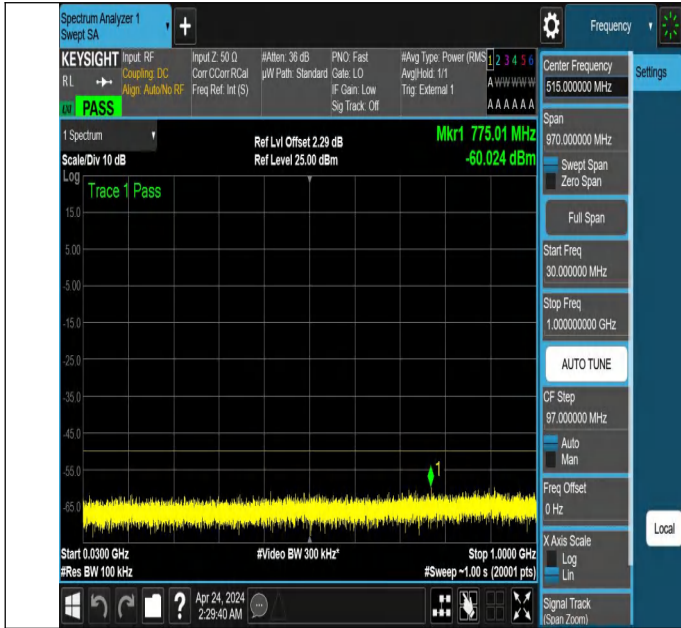 Spectrum Analyzer 1
Swept SA
+
Frequency
KEYSIGHT
RL
PASS
Input: RF
Coupling: DC
Align: Auto/No RF
Input Z: 50 Ω
Corr CCorr RCal
Freq Ref: Int (S)
#Atten: 36 dB
µW Path: Standard
PNO: Fast
Gate: LO
IF Gain: Low
Sig Track: Off
#Avg Type: Power (RMS
Avg|Hold: 1/1
Trig: External 1
1 2 3 4 5 6
A W W W W W
A A A A A A
1 Spectrum
Scale/Div 10 dB
Ref Lvl Offset 2.29 dB
Ref Level 25.00 dBm
Mkr1 775.01 MHz
-60.024 dBm
Log
Trace 1 Pass
15.0
5.00
-5.00
-15.0
-25.0
-35.0
-45.0
-55.0
-65.0
1
Start 0.0300 GHz
#Res BW 100 kHz
#Video BW 300 kHz*
Stop 1.0000 GHz
#Sweep ~1.00 s (20001 pts)
Center Frequency
515.000000 MHz
Settings
Span
970.000000 MHz
Swept Span
Zero Span
Full Span
Start Freq
30.000000 MHz
Stop Freq
1.000000000 GHz
AUTO TUNE
CF Step
97.000000 MHz
Auto
Man
Freq Offset
0 Hz
X Axis Scale
Log
Lin
Local
Signal Track
(Span Zoom)
?
Apr 24, 2024
2:29:40 AM